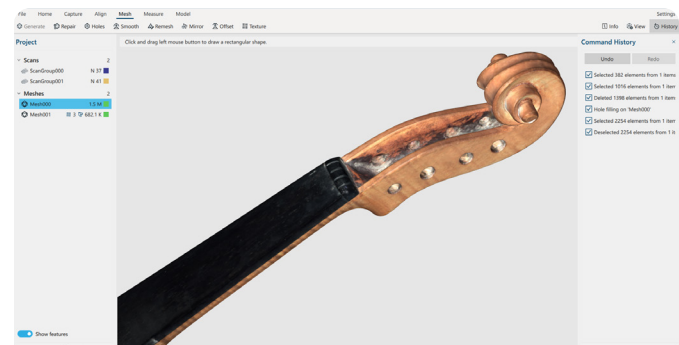 File Home Capture Align Mesh Measure Model Settings
Generate Repair Holes Smooth Remesh Mirror Offset Texture Info View History
Project
Click and drag left mouse button to draw a rectangular shape.
Command History ×
Scans 2
ScanGroup000 N 37
ScanGroup001 N 41
Meshes 2
Mesh000 1.5 M
Mesh001 3 682.1 K
Undo Redo
Selected 382 elements from 1 items
Selected 1016 elements from 1 item
Deleted 1398 elements from 1 item
Hole filling on 'Mesh000'
Selected 2254 elements from 1 item
Deselected 2254 elements from 1 it
Show features